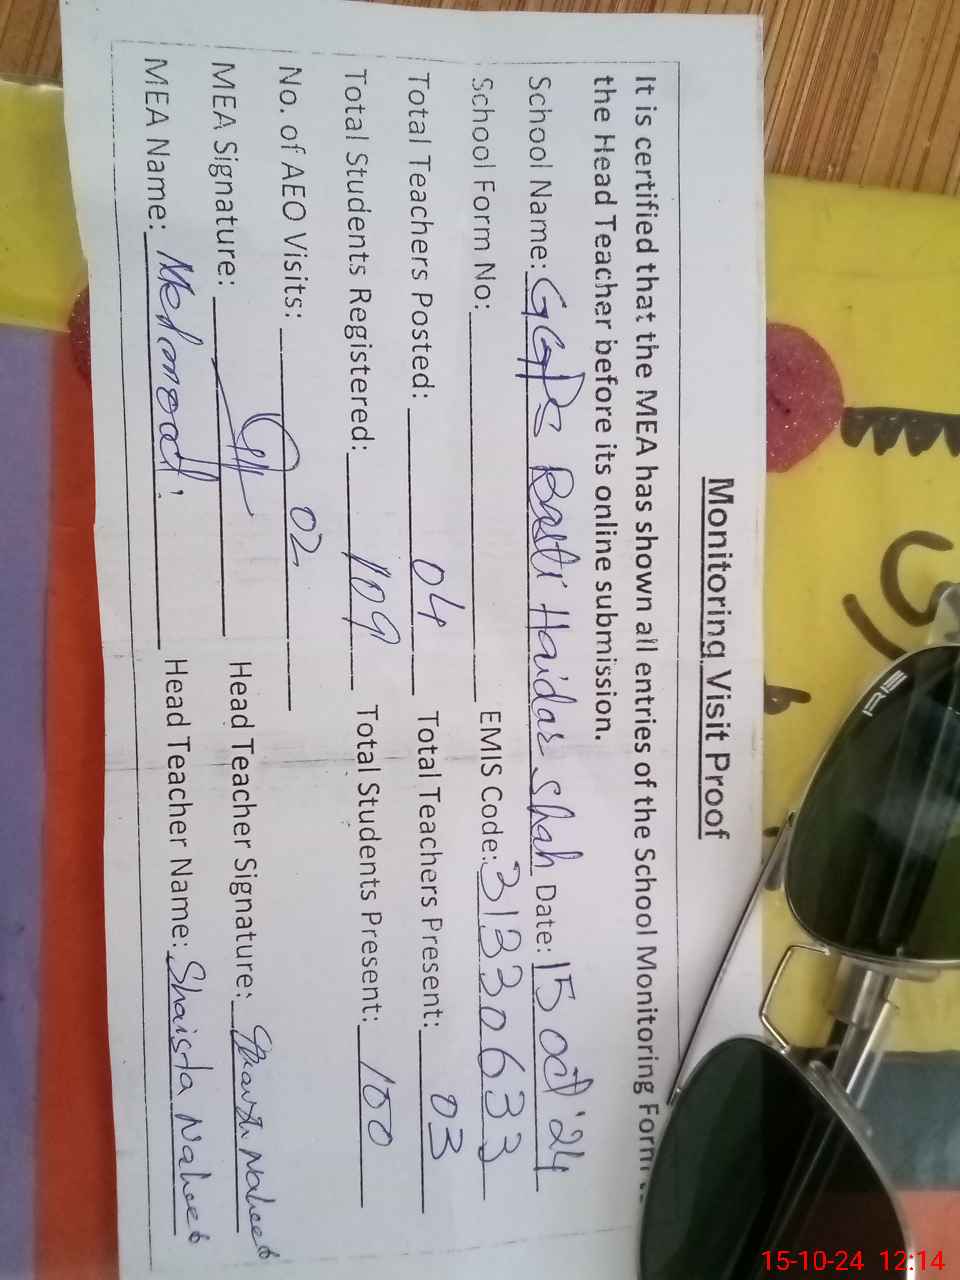 Monitoring Visit Proof
It is certified that the MEA has shown all entries of the School Monitoring Form
the Head Teacher before its online submission.
School Name: GGPS Basti Haidar Shah Date: 15 Oct '24
School Form No: EMIS Code: 31330633
Total Teachers Posted: 04 Total Teachers Present: 03
Total Students Registered: 109 Total Students Present: 100
No. of AEO Visits: 02
MEA Signature: Head Teacher Signature:
MEA Name: Head Teacher Name: Shaista Naheeb
15-10-24 12:14